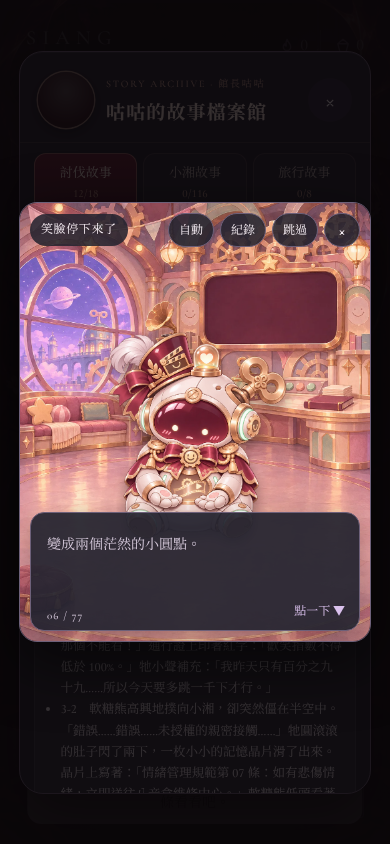 SIANG
STORY ARCHIVE · 館長咕咕
咕咕的故事檔案館
×
討伐故事
小湘故事
旅行故事
12/18
0/116
0/8
笑臉停下來了
自動
紀錄
跳過
×
變成兩個茫然的小圓點。
06 / 77
點一下▼
低於 100%。」牠小聲補充：「我昨天只有百分之九
十九……所以今天要多跳一千下才行。」
• 3-2 軟糖熊高興地撲向小湘，卻突然僵在半空中。
「錯誤……錯誤……未授權的親密接觸……」牠圓滾滾
的肚子閃了兩下，一枚小小的記憶晶片滑了出來。
晶片上寫著：「情緒管理規範第 07 條：如有悲傷情